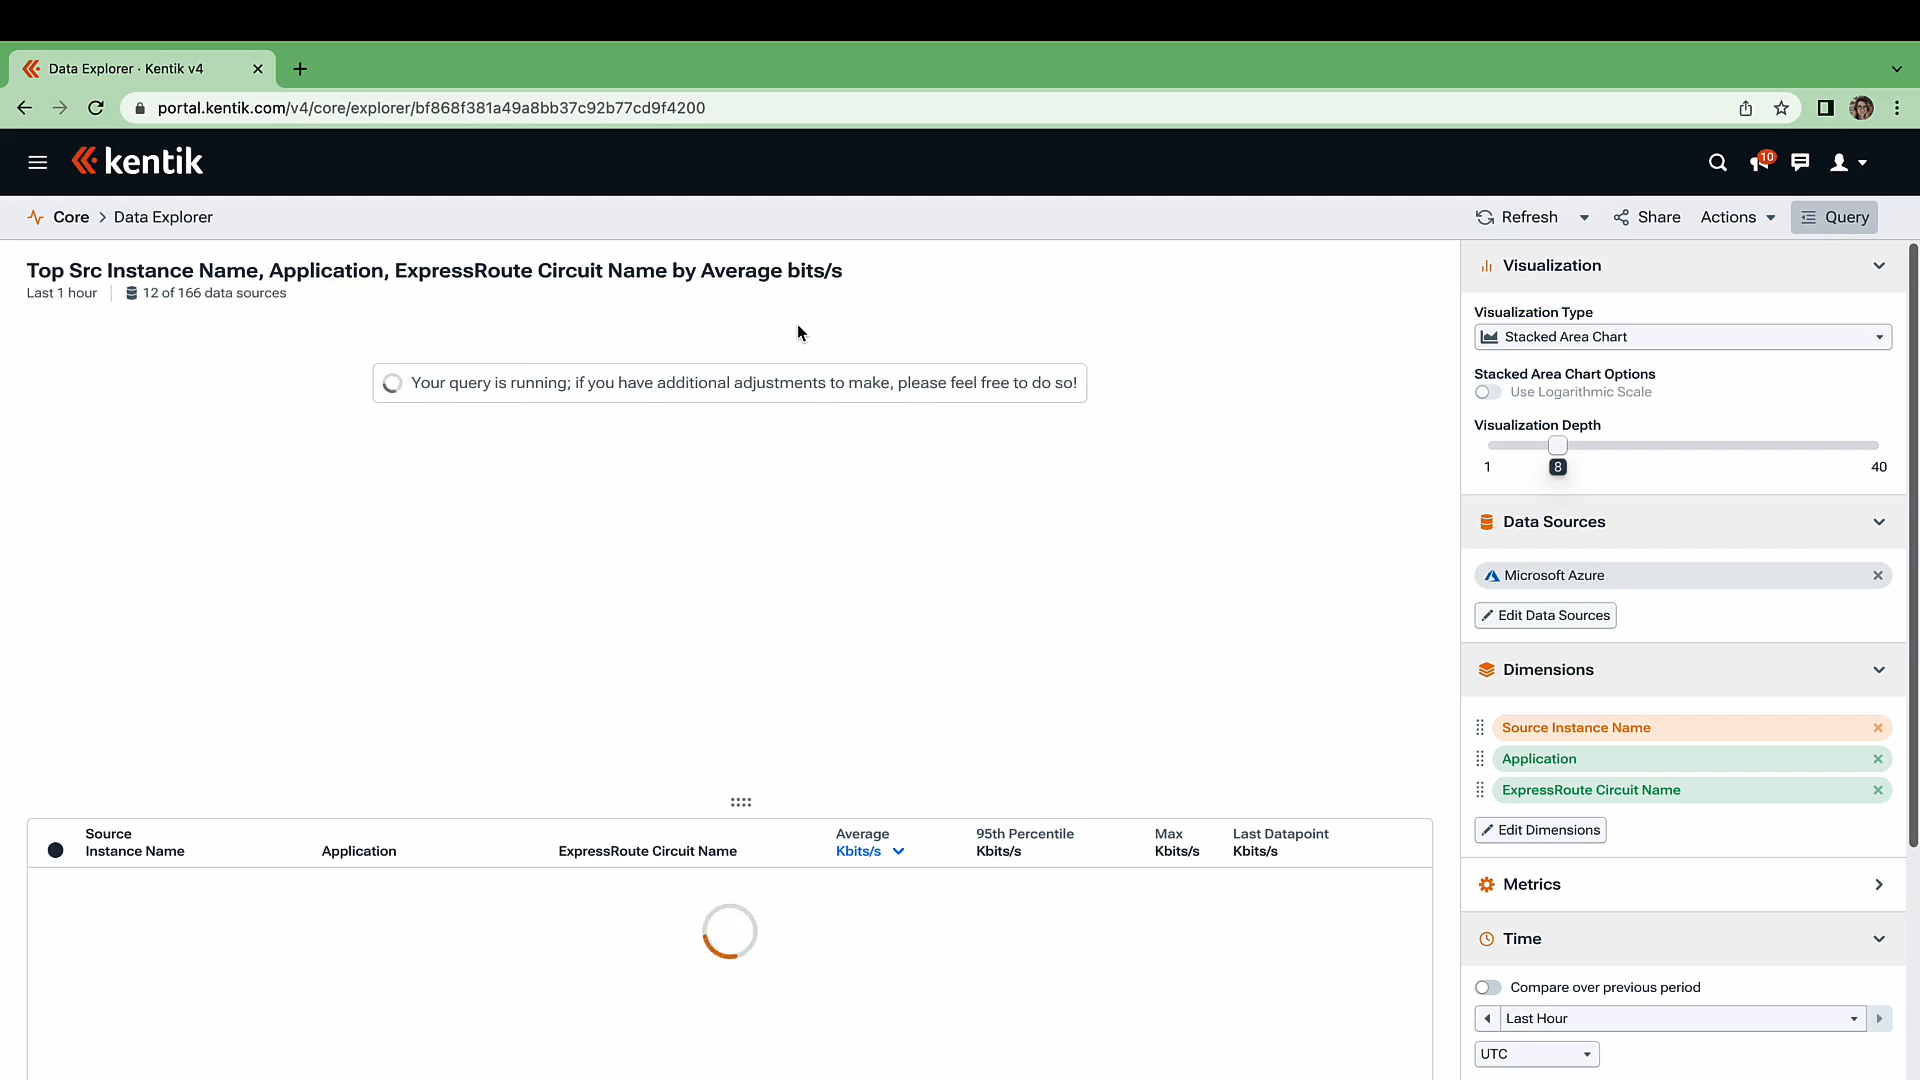 Data Explorer · Kentik v4
portal.kentik.com/v4/core/explorer/bf868f381a49a8bb37c92b77cd9f4200
kentik
10
Core > Data Explorer
Refresh
Share
Actions
Query
Top Src Instance Name, Application, ExpressRoute Circuit Name by Average bits/s
Last 1 hour
12 of 166 data sources
Your query is running; if you have additional adjustments to make, please feel free to do so!
Source
Instance Name
Application
ExpressRoute Circuit Name
Average
Kbits/s
95th Percentile
Kbits/s
Max
Kbits/s
Last Datapoint
Kbits/s
Visualization
Visualization Type
Stacked Area Chart
Stacked Area Chart Options
Use Logarithmic Scale
Visualization Depth
1
8
40
Data Sources
Microsoft Azure
Edit Data Sources
Dimensions
Source Instance Name
Application
ExpressRoute Circuit Name
Edit Dimensions
Metrics
Time
Compare over previous period
Last Hour
UTC